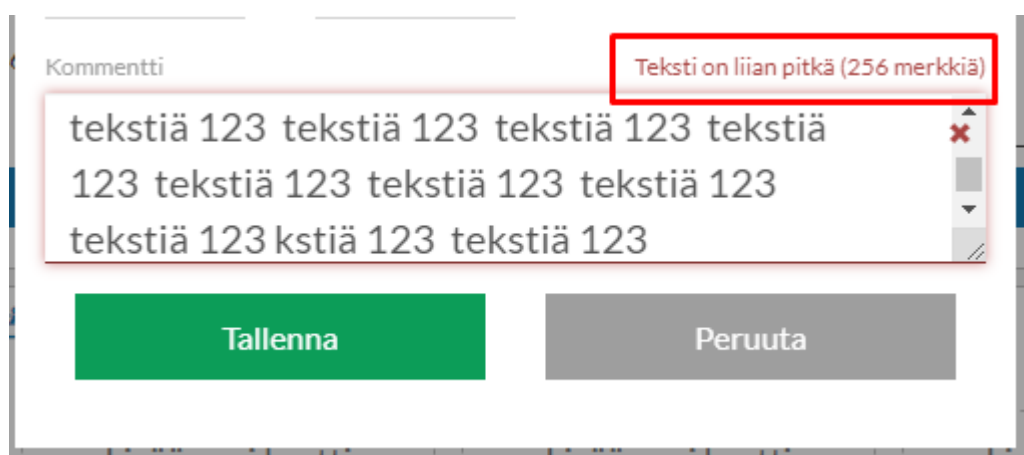 Kommentti
Teksti on liian pitkä (256 merkkiä)
tekstiä 123 tekstiä 123 tekstiä 123 tekstiä
123 tekstiä 123 tekstiä 123 tekstiä 123
tekstiä 123 kstiä 123 tekstiä 123
Tallenna
Peruuta